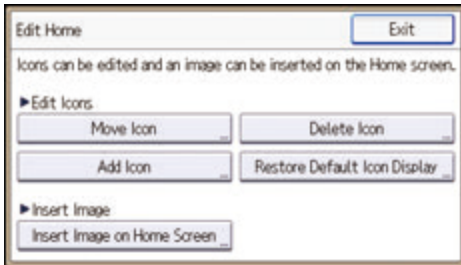 Edit Home
Exit
Icons can be edited and an image can be inserted on the Home screen.
►Edit Icons
Move Icon
Delete Icon
Add Icon
Restore Default Icon Display
►Insert Image
Insert Image on Home Screen